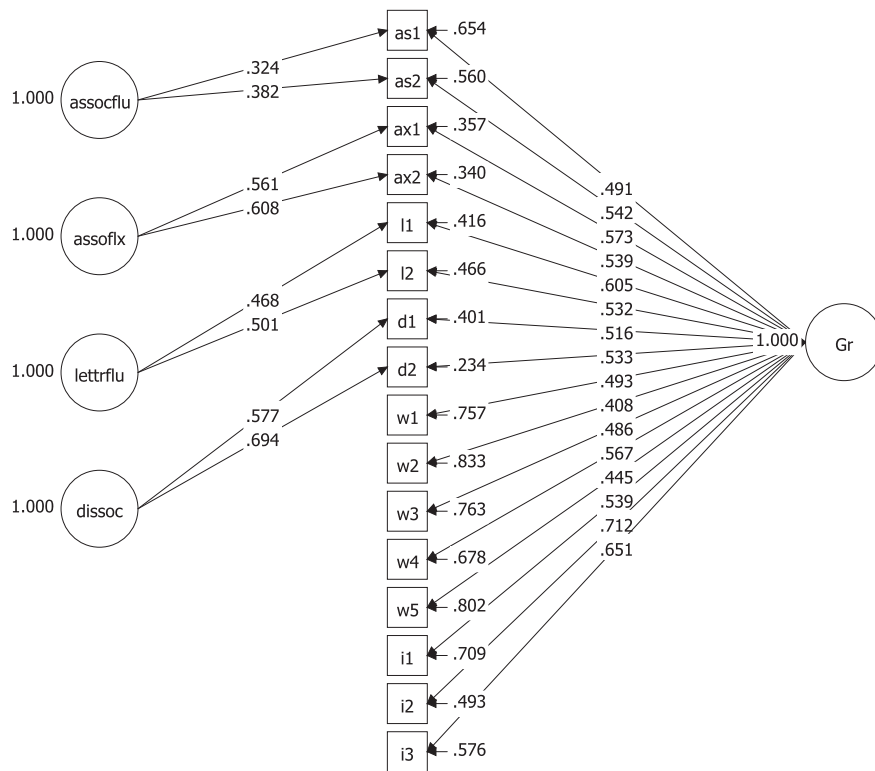 as1
.654
.324
1.000
assocflu
.382
as2
.560
ax1
.357
.561
ax2
.340
.491
.542
1.000
assoflx
.608
l1
.416
.573
.539
.605
l2
.466
.468
.532
.501
d1
.401
.516
1.000
Gr
1.000
lettrflu
d2
.234
.533
.493
.577
w1
.757
.408
.694
.486
w2
.833
.567
.445
1.000
dissoc
w3
.763
.539
.712
w4
.678
.651
w5
.802
i1
.709
i2
.493
i3
.576